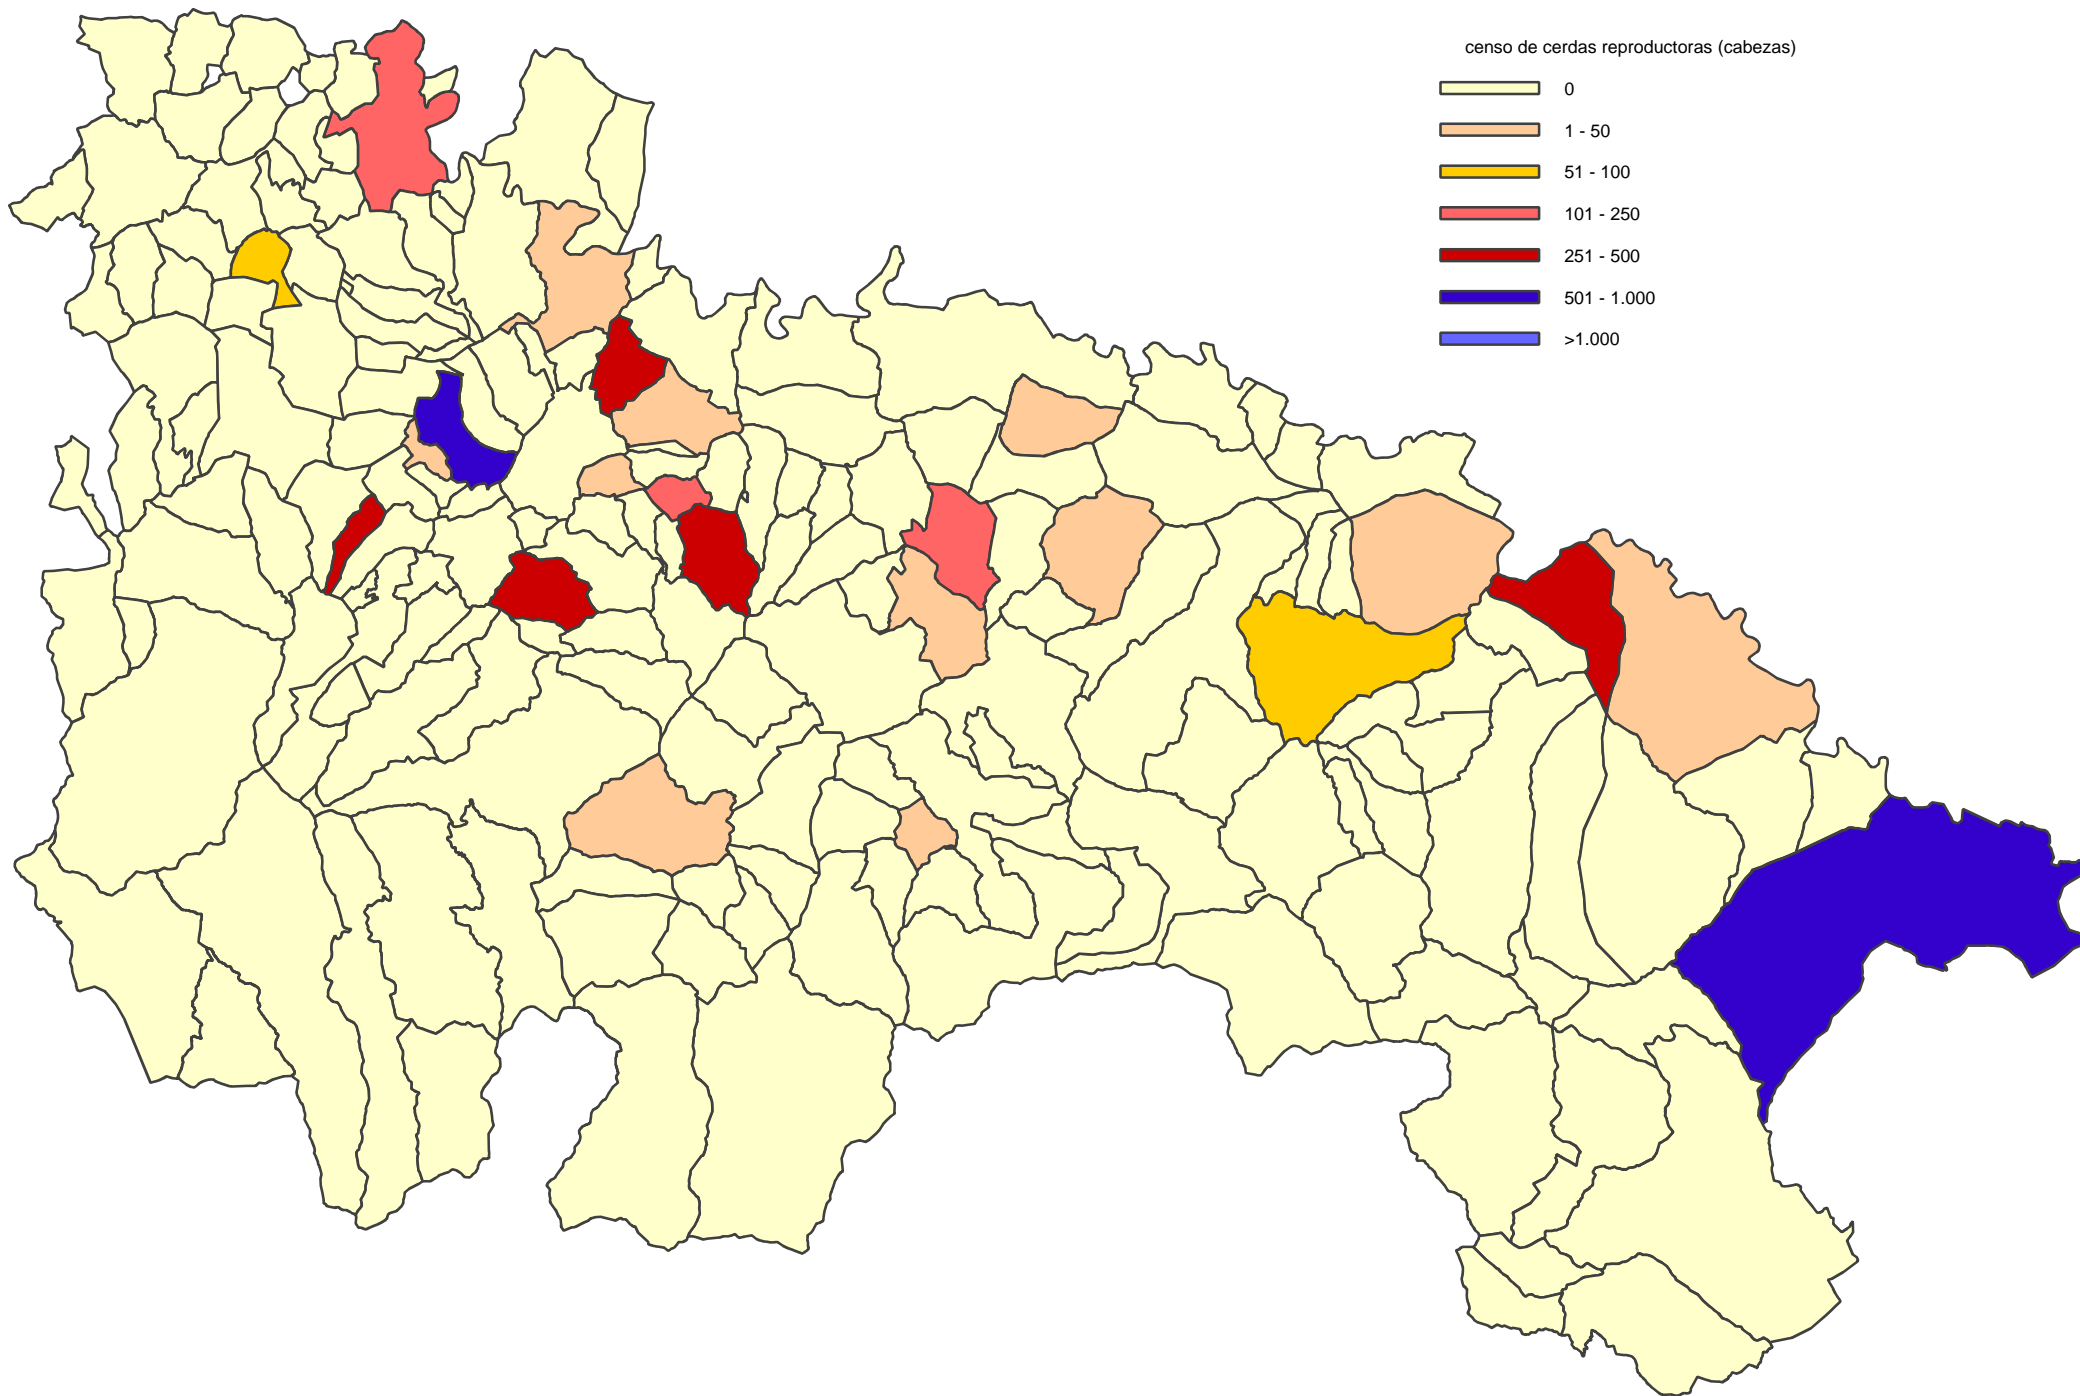 censo de cerdas reproductoras (cabezas)
0
1 - 50
51 - 100
101 - 250
251 - 500
501 - 1.000
>1.000